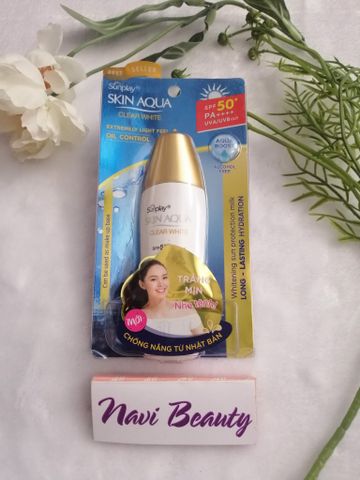 BEST SELLER
Sunplay®
SKIN AQUA
CLEAR WHITE
EXTREMELY LIGHT FEEL
OIL CONTROL
SPF 50+
PA++++
UVA/UVB
AQUA BOOST
ALCOHOL FREE
Sunplay®
SKIN AQUA
CLEAR WHITE
Can be used as make up base
Whitening sun protection milk
LONG - LASTING HYDRATION
TRẮNG
MỊN
Nhẹ tênh!
Mới
CHỐNG NẮNG TỪ NHẬT BẢN
Navi Beauty